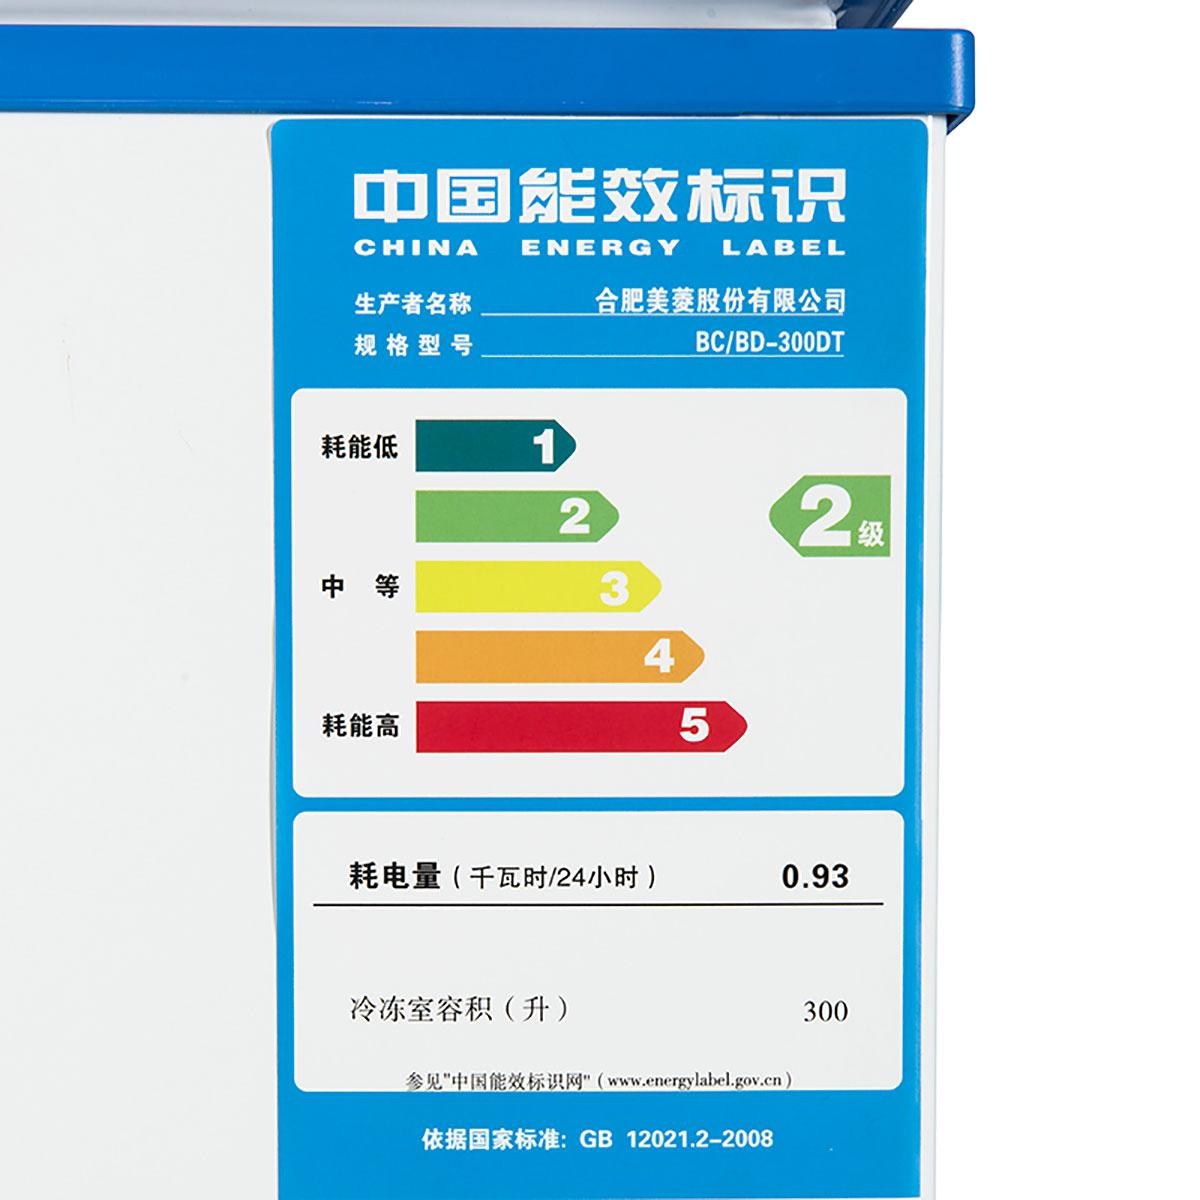 中国能效标识
CHINA ENERGY LABEL
生产者名称 合肥美菱股份有限公司
规格型号 BC/BD-300DT
耗能低 1
2 2级
中等 3
4
耗能高 5
耗电量(千瓦时/24小时) 0.93
冷冻室容积(升) 300
参见"中国能效标识网"(www.energylabel.gov.cn)
依据国家标准: GB 12021.2-2008